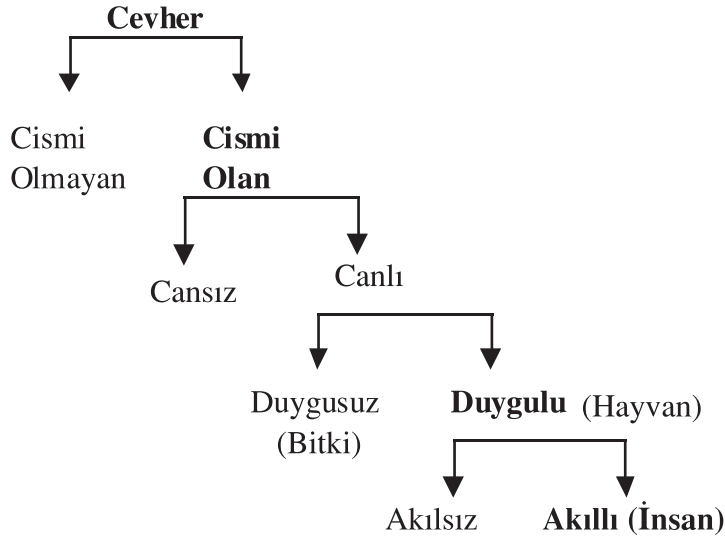 Cevher
Cismi Olmayan
Cismi Olan
Cansız
Canlı
Duygusuz (Bitki)
Duygulu (Hayvan)
Akılsız
Akıllı (İnsan)